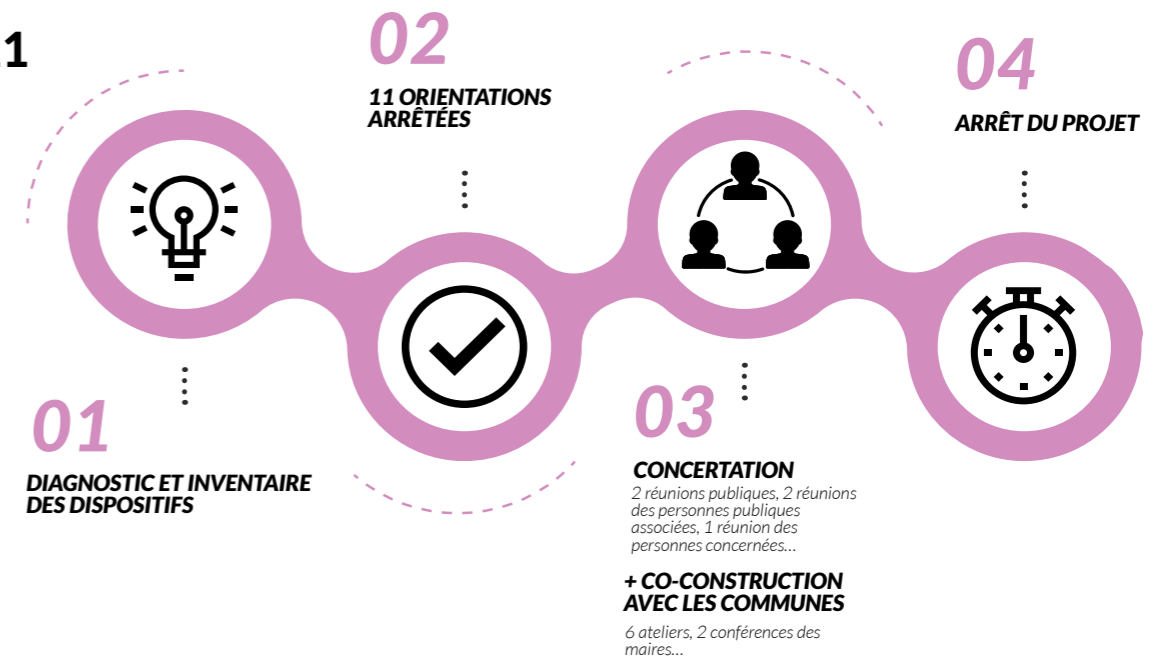 1
01
DIAGNOSTIC ET INVENTAIRE
DES DISPOSITIFS
02
11 ORIENTATIONS
ARRÊTÉES
03
CONCERTATION
2 réunions publiques, 2 réunions
des personnes publiques
associées, 1 réunion des
personnes concernées...
+ CO-CONSTRUCTION
AVEC LES COMMUNES
6 ateliers, 2 conférences des
maires...
04
ARRÊT DU PROJET